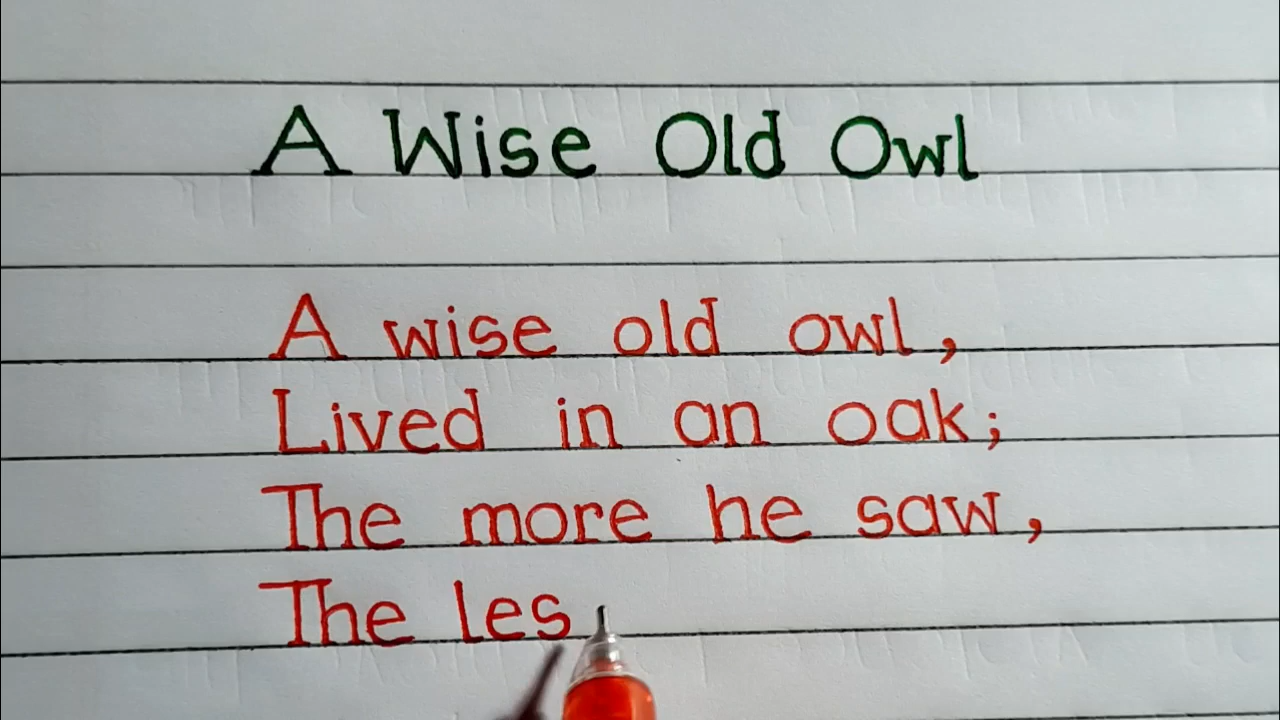 A Wise Old Owl
A wise old owl,
Lived in an oak;
The more he saw,
The les